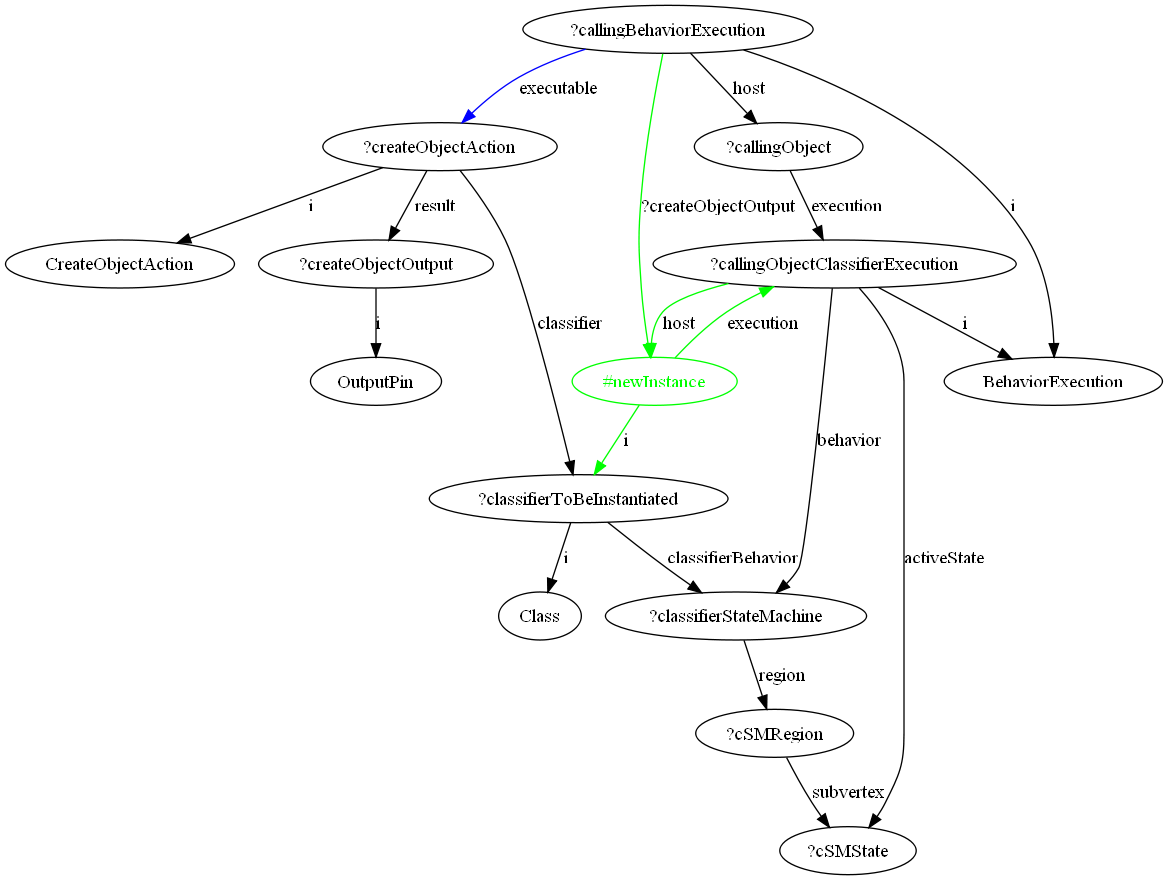 ?callingBehaviorExecution
executable
host
?createObjectAction
?callingObject
i
result
?createObjectOutput
execution
i
CreateObjectAction
?createObjectOutput
?callingObjectClassifierExecution
i
classifier
host
execution
i
OutputPin
#newInstance
BehaviorExecution
i
behavior
?classifierToBeInstantiated
i
classifierBehavior
activeState
Class
?classifierStateMachine
region
?cSMRegion
subvertex
?cSMState